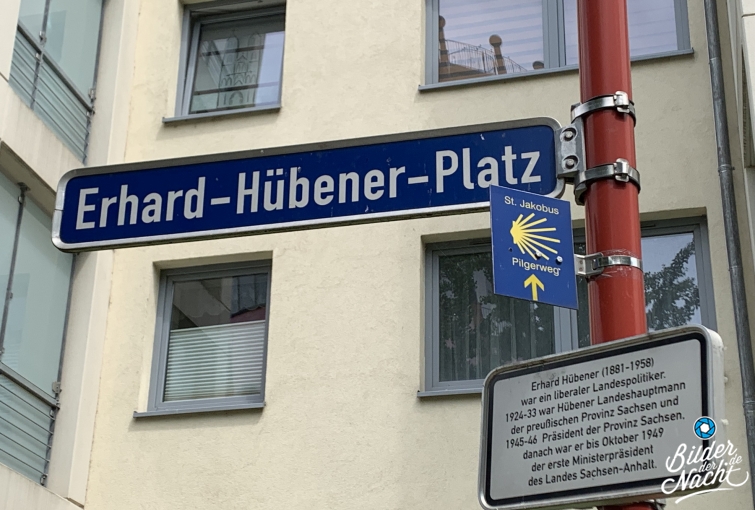 Erhard-Hübener-Platz
St. Jakobus
Pilgerweg
Erhard Hübener (1881-1958)
war ein liberaler Landespolitiker.
1924-33 war Hübener Landeshauptmann
der preußischen Provinz Sachsen und
1945-46 Präsident der Provinz Sachsen,
danach war er bis Oktober 1949
der erste Ministerpräsident
des Landes Sachsen-Anhalt.
Bilder
der
Nacht.de